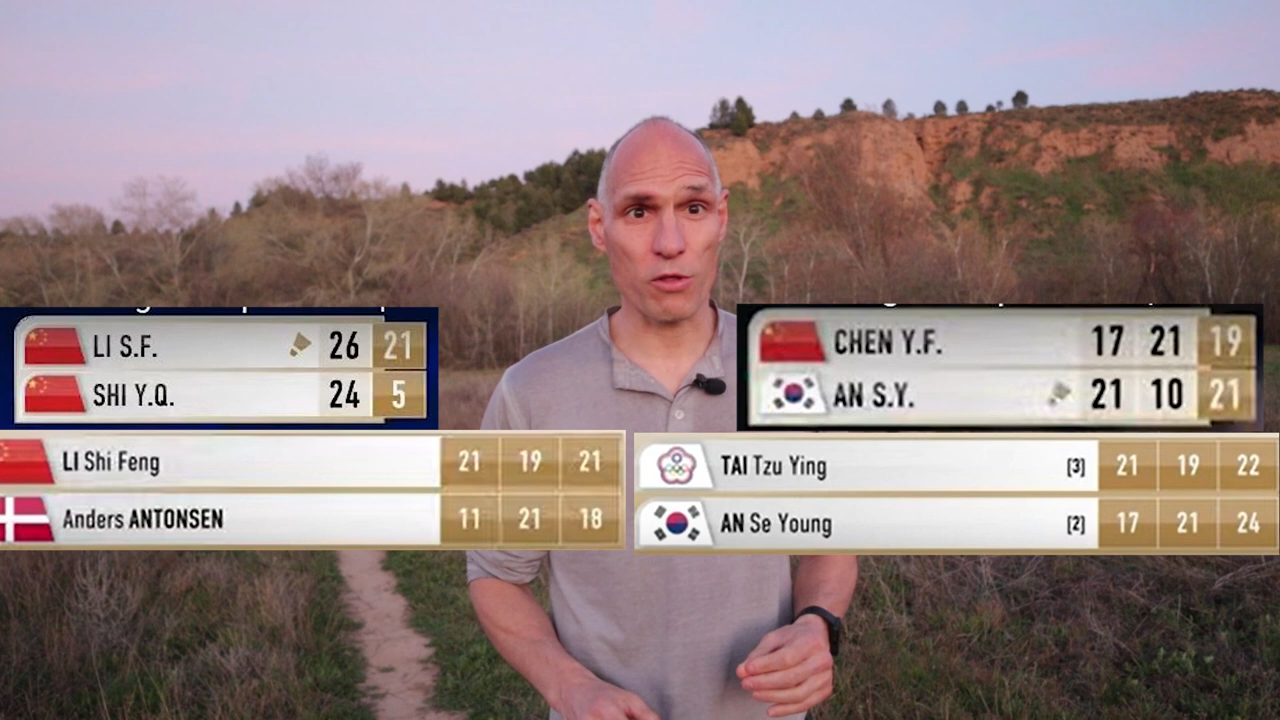 LI S.F. 26 21
SHI Y.Q. 24 5
CHEN Y.F. 17 21 19
AN S.Y. 21 10 21
LI Shi Feng 21 19 21
Anders ANTONSEN 11 21 18
TAI Tzu Ying [3] 21 19 22
AN Se Young [2] 17 21 24